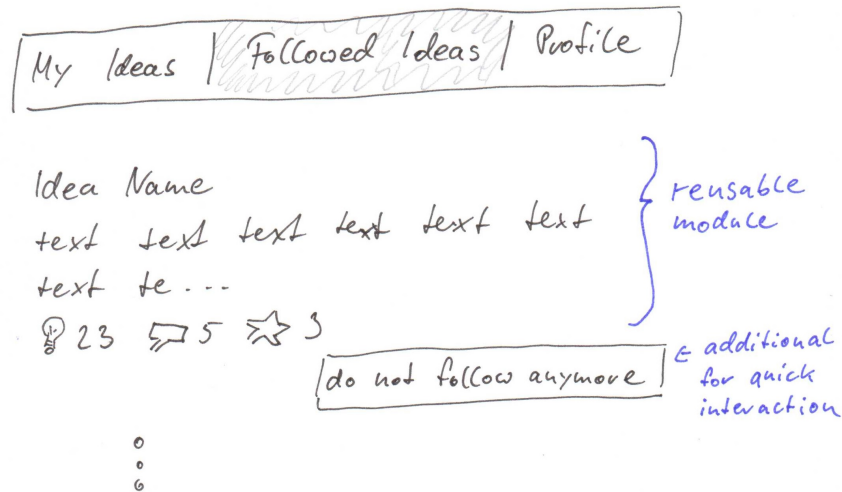 My Ideas | Followed Ideas | Profile
Idea Name
text text text text text text
text te...
23 5 3
do not follow anymore
reusable
module
← additional
for quick
interaction